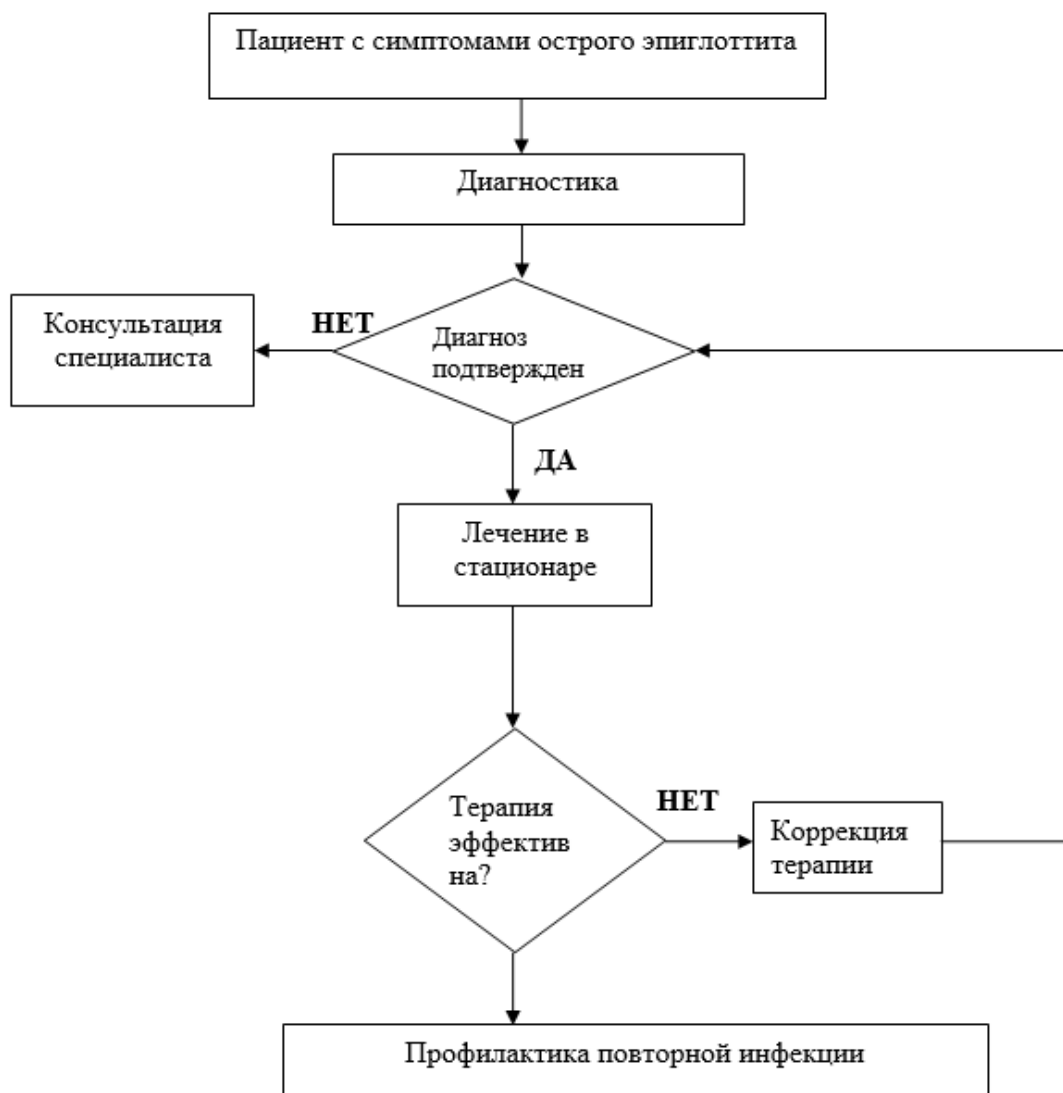 Пациент с симптомами острого эпиглоттита
Диагностика
Консультация
специалиста
НЕТ
Диагноз
подтвержден
ДА
Лечение в
стационаре
Терапия
эффектив
на?
НЕТ
Коррекция
терапии
Профилактика повторной инфекции